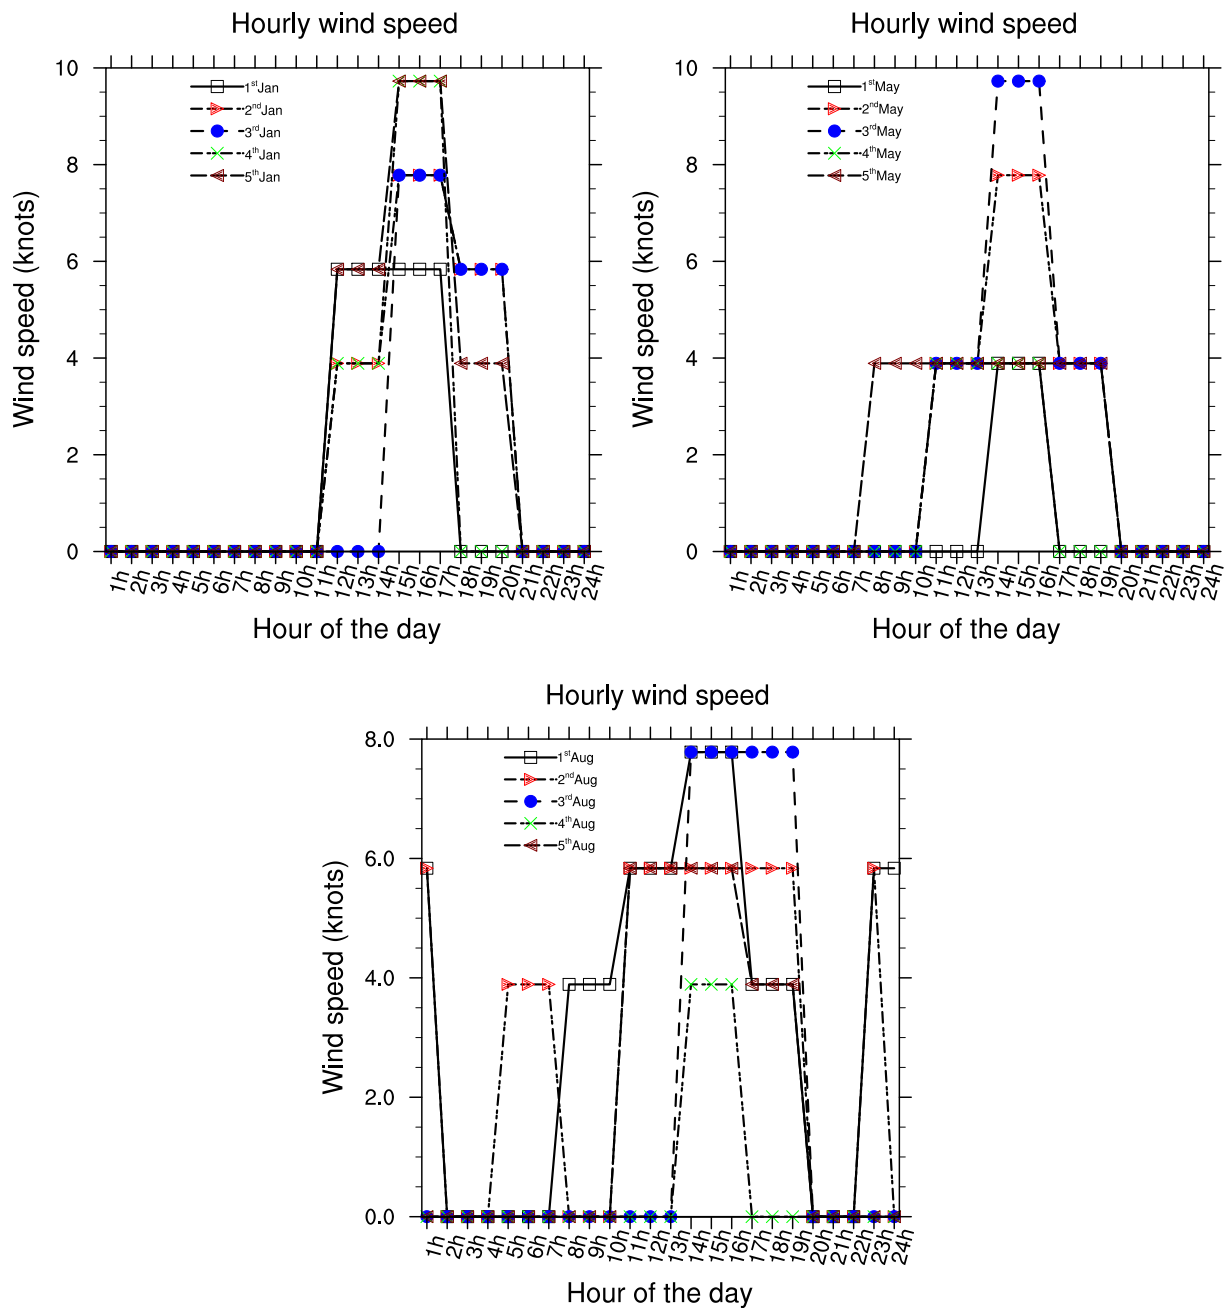 Hourly wind speed
10
8
6
4
2
0
Wind speed (knots)
1stJan
2ndJan
3rdJan
4thJan
5thJan
1h 2h 3h 4h 5h 6h 7h 8h 9h 10h 11h 12h 13h 14h 15h 16h 17h 18h 19h 20h 21h 22h 23h 24h
Hour of the day
Hourly wind speed
10
8
6
4
2
0
Wind speed (knots)
1stMay
2ndMay
3rdMay
4thMay
5thMay
1h 2h 3h 4h 5h 6h 7h 8h 9h 10h 11h 12h 13h 14h 15h 16h 17h 18h 19h 20h 21h 22h 23h 24h
Hour of the day
Hourly wind speed
8.0
6.0
4.0
2.0
0.0
Wind speed (knots)
1stAug
2ndAug
3rdAug
4thAug
5thAug
1h 2h 3h 4h 5h 6h 7h 8h 9h 10h 11h 12h 13h 14h 15h 16h 17h 18h 19h 20h 21h 22h 23h 24h
Hour of the day